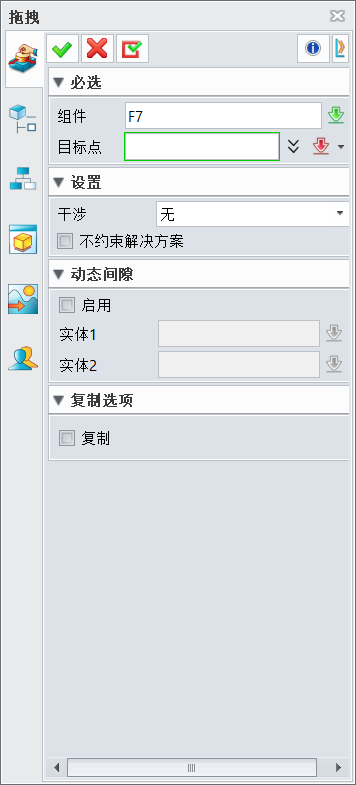 拖拽
必选
组件 F7
目标点
设置
干涉 无
不约束解决方案
动态间隙
启用
实体1
实体2
复制选项
复制